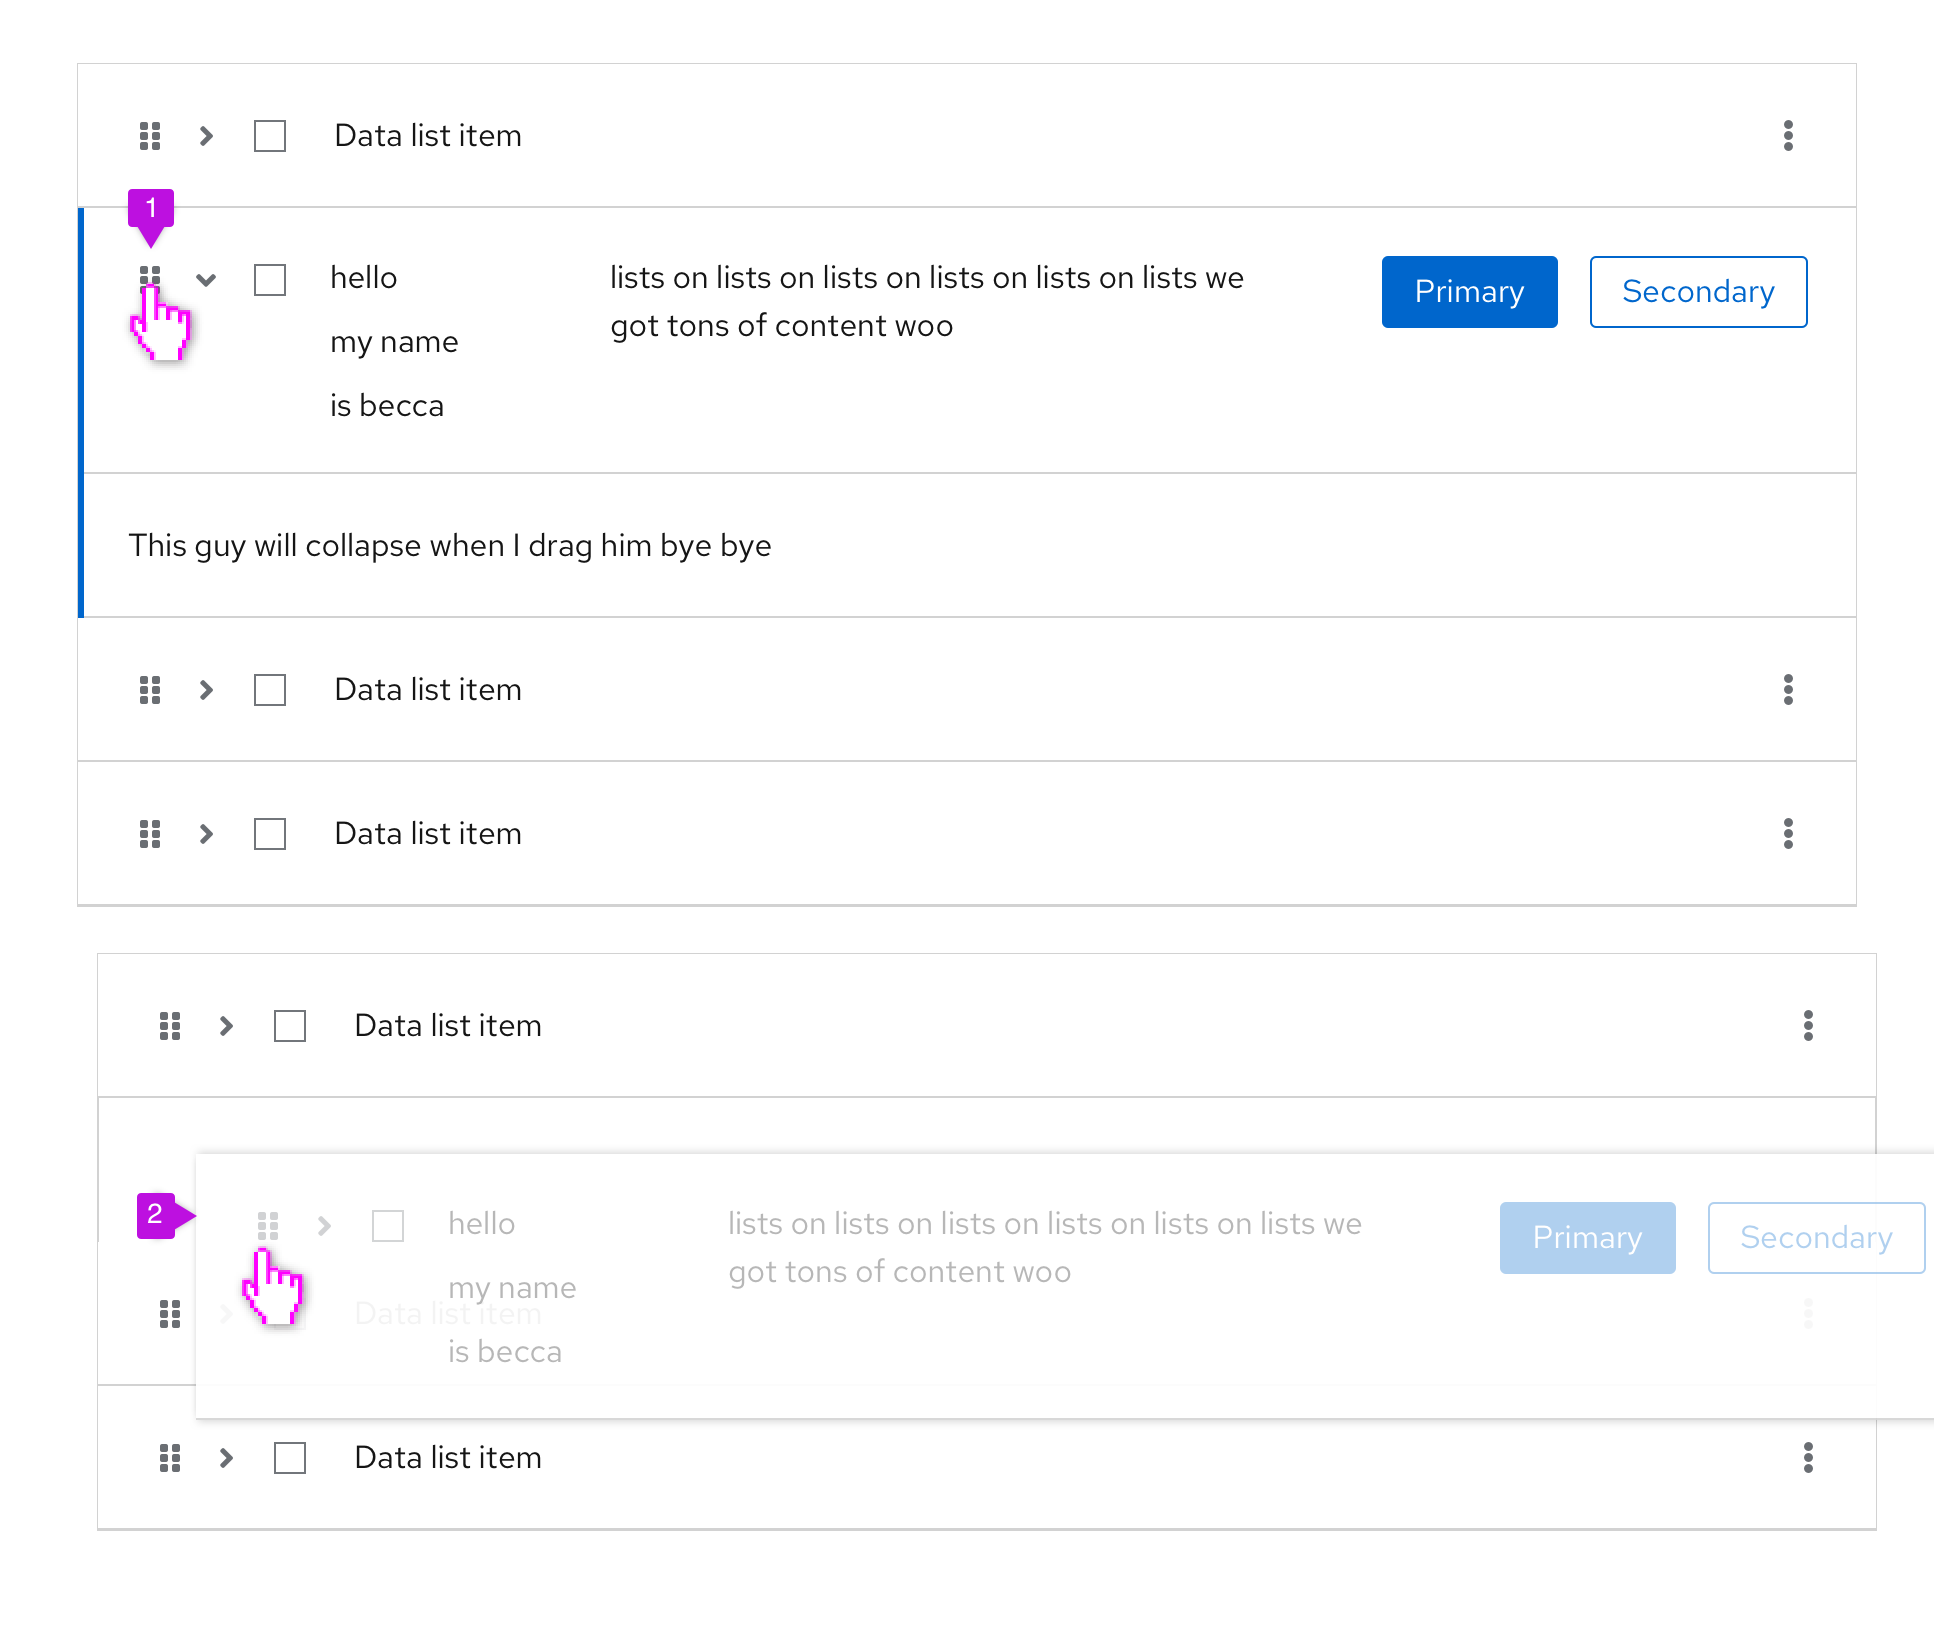 Data list item
1
hello
lists on lists on lists on lists on lists on lists we
got tons of content woo
Primary
Secondary
my name
is becca
This guy will collapse when I drag him bye bye
Data list item
Data list item
Data list item
2
hello
lists on lists on lists on lists on lists on lists we
got tons of content woo
Primary
Secondary
my name
Data list item
is becca
Data list item